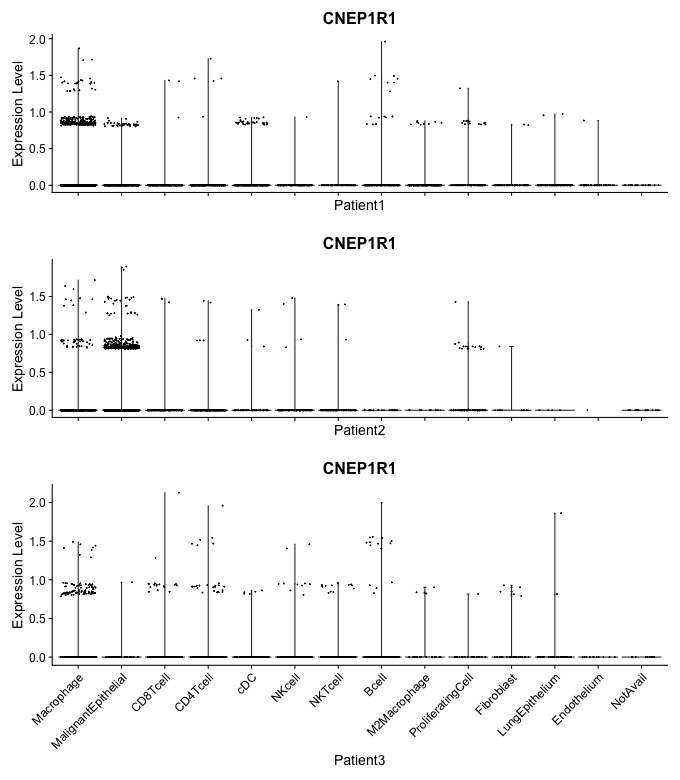 CNEP1R1
Expression Level
2.0
1.5
1.0
0.5
0.0
Patient1
CNEP1R1
Expression Level
1.5
1.0
0.5
0.0
Patient2
CNEP1R1
Expression Level
2.0
1.5
1.0
0.5
0.0
Macrophage
MalignantEpithelial
CD8Tcell
CD4Tcell
cDC
NKcell
NKTcell
Bcell
M2Macrophage
ProliferatingCell
Fibroblast
LungEpithelium
Endothelium
NotAvail
Patient3